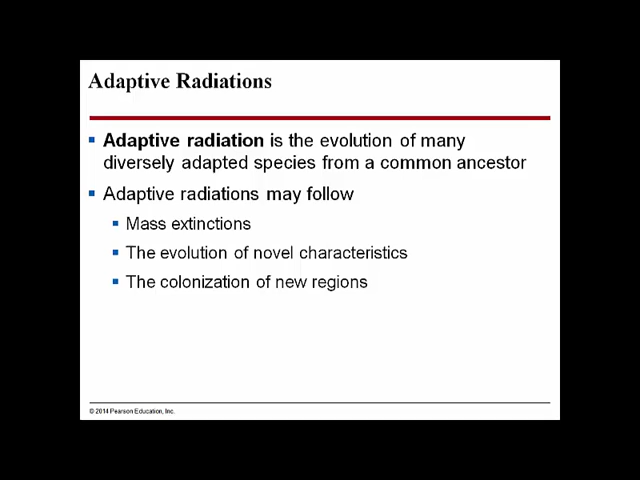 Adaptive Radiations
▪ Adaptive radiation is the evolution of many
diversely adapted species from a common ancestor
▪ Adaptive radiations may follow
▪ Mass extinctions
▪ The evolution of novel characteristics
▪ The colonization of new regions
© 2014 Pearson Education, Inc.